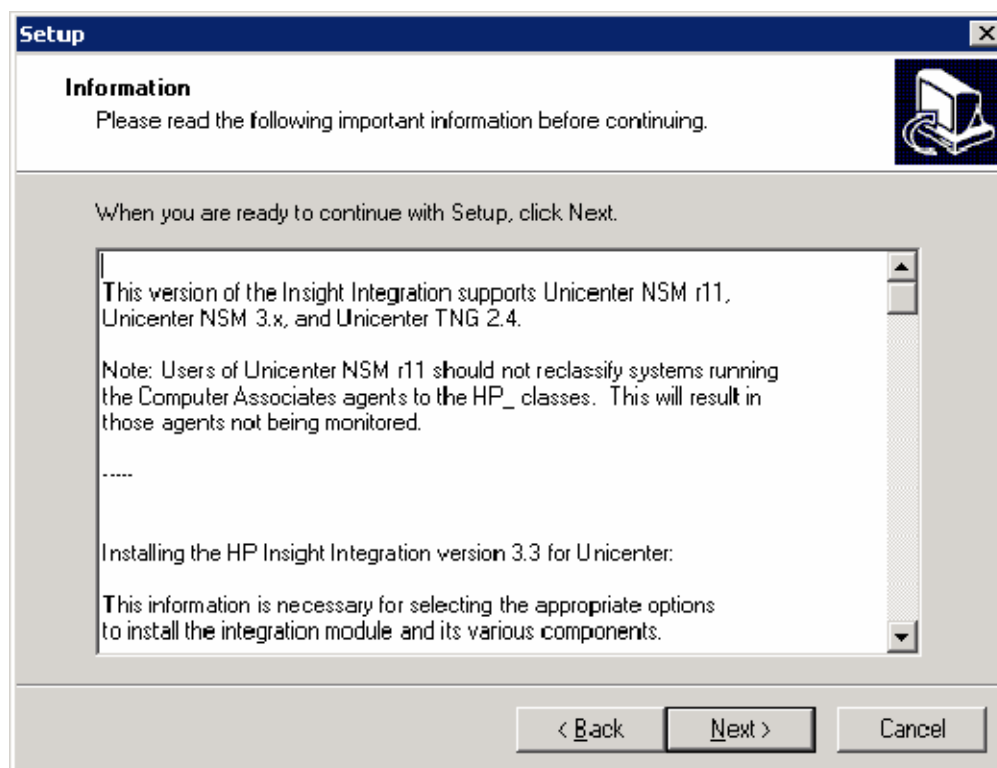 Setup
Information
Please read the following important information before continuing.
When you are ready to continue with Setup, click Next.
This version of the Insight Integration supports Unicenter NSM r11,
Unicenter NSM 3.x, and Unicenter TNG 2.4.
Note: Users of Unicenter NSM r11 should not reclassify systems running
the Computer Associates agents to the HP_ classes.  This will result in
those agents not being monitored.
-----
Installing the HP Insight Integration version 3.3 for Unicenter:
This information is necessary for selecting the appropriate options
to install the integration module and its various components.
< Back Next > Cancel